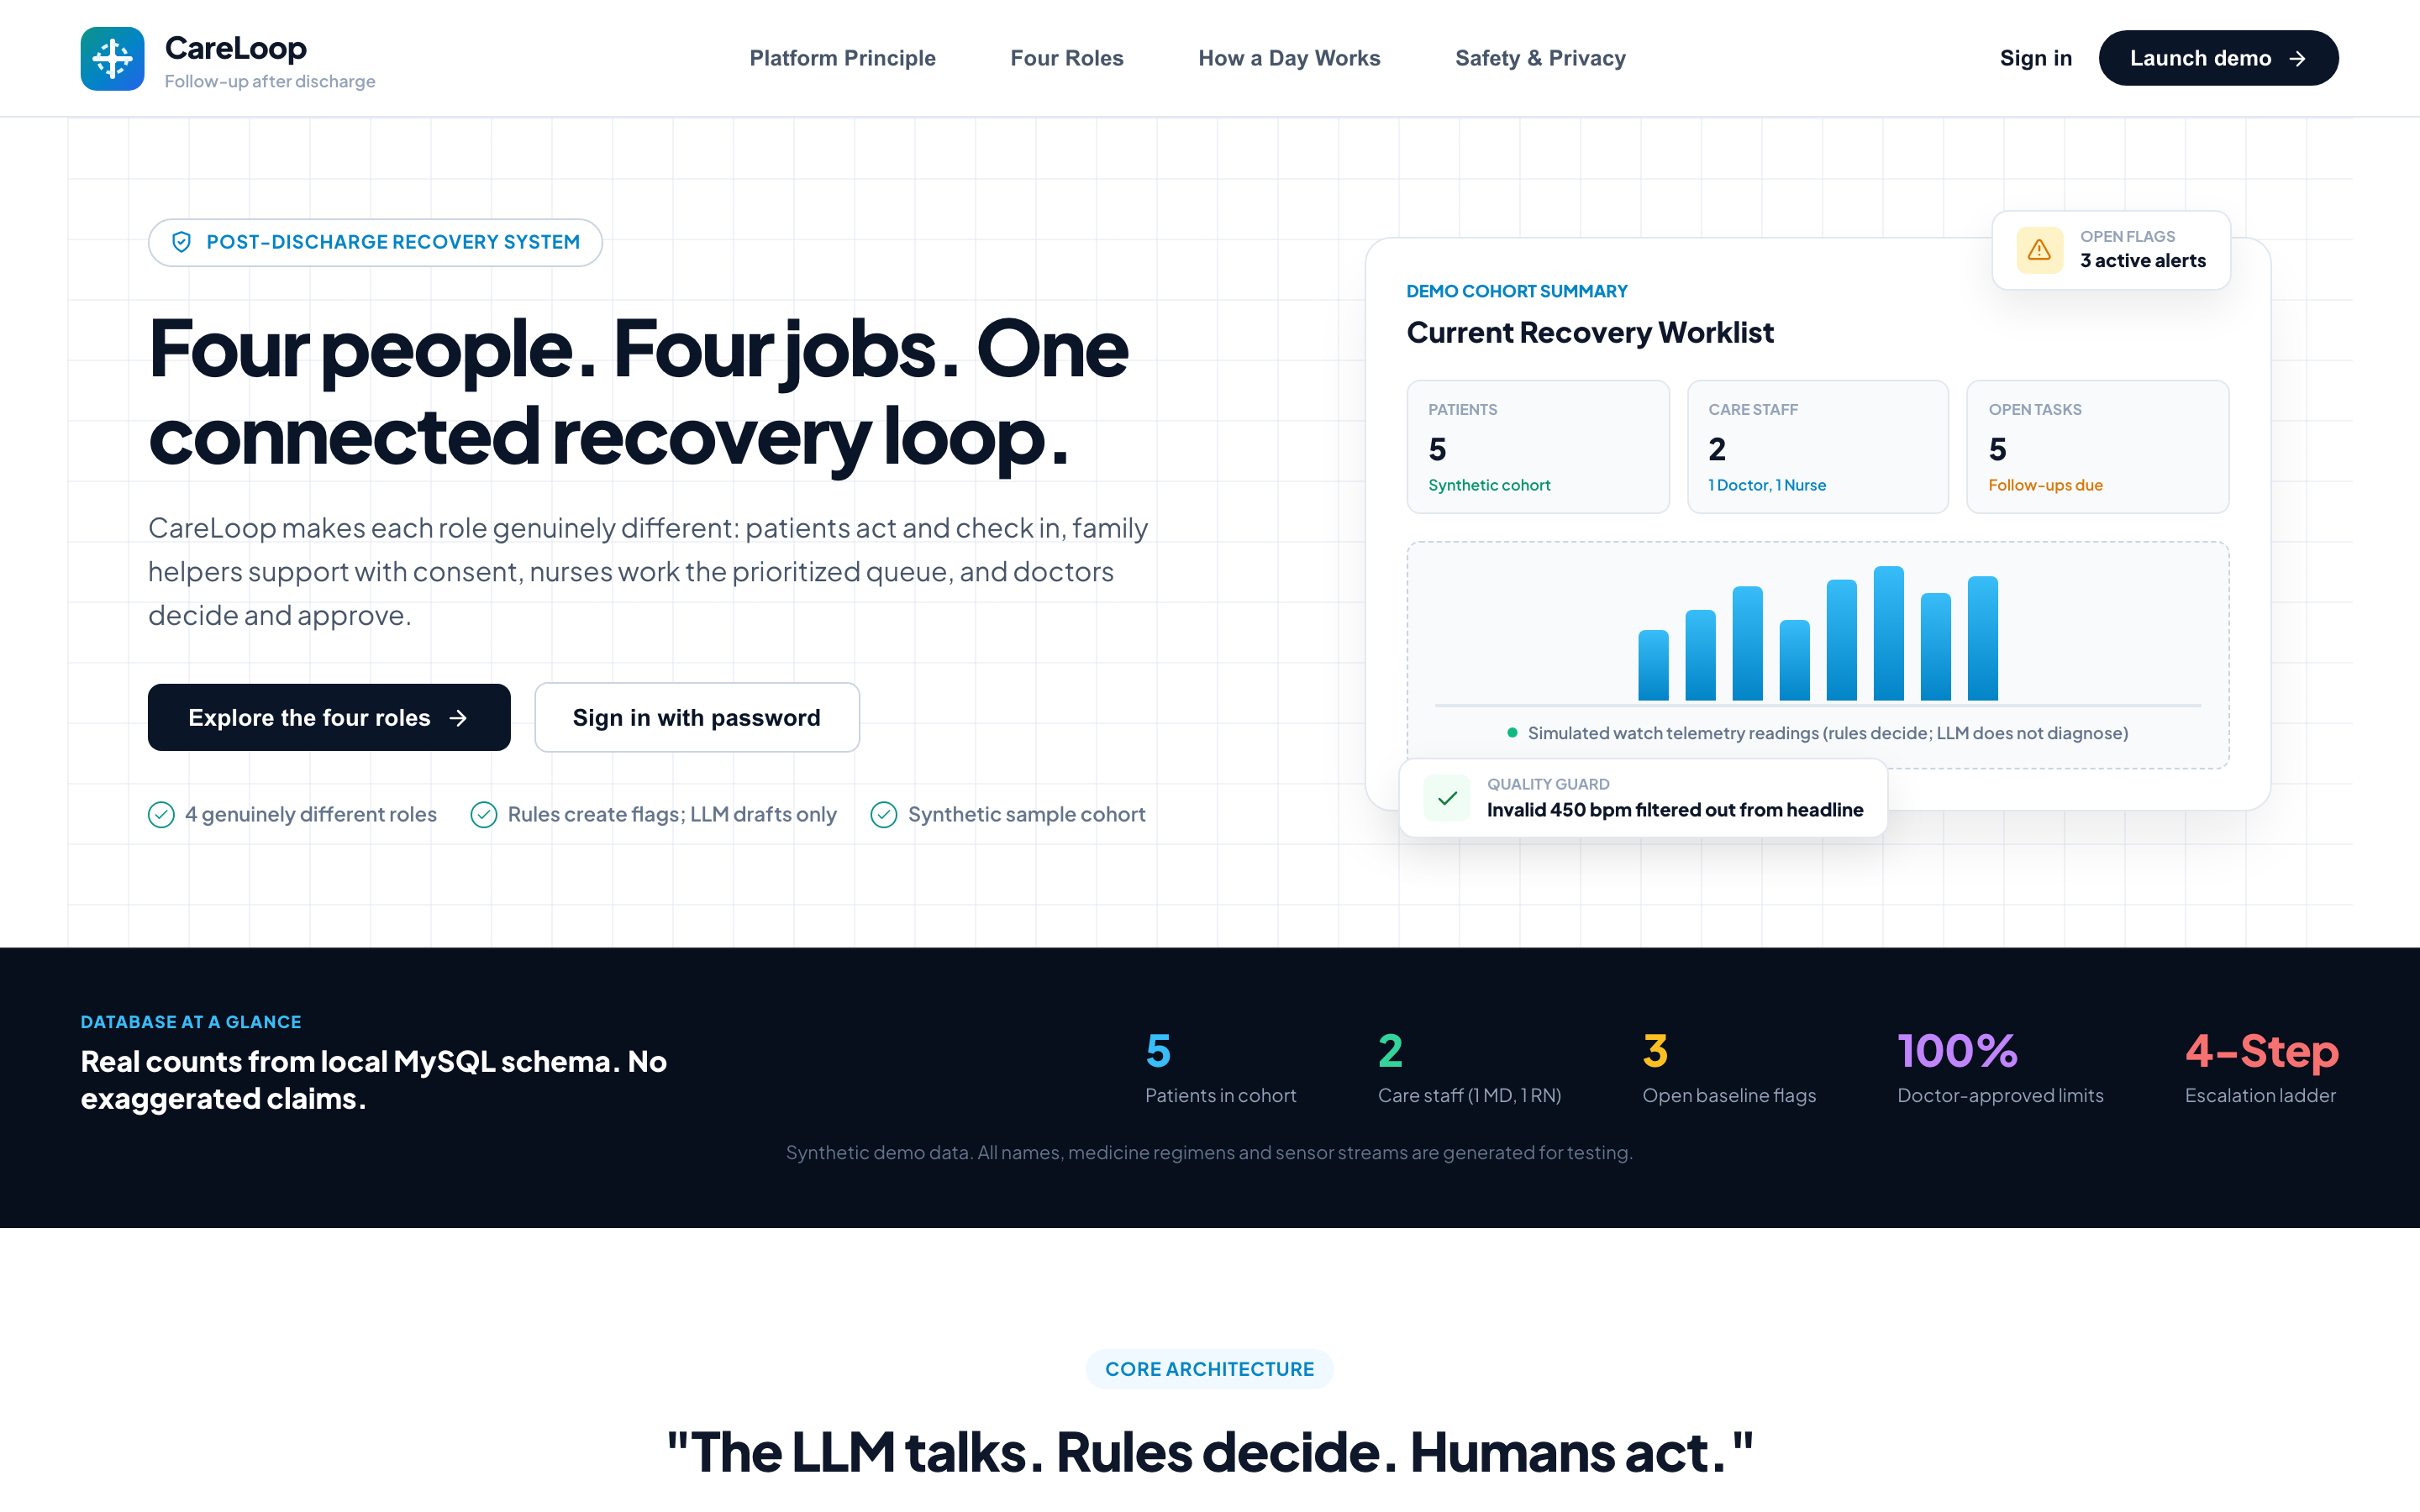 CareLoop
Follow-up after discharge
Platform Principle
Four Roles
How a Day Works
Safety & Privacy
Sign in
Launch demo
POST-DISCHARGE RECOVERY SYSTEM
Four people. Four jobs. One
connected recovery loop.
CareLoop makes each role genuinely different: patients act and check in, family
helpers support with consent, nurses work the prioritized queue, and doctors
decide and approve.
Explore the four roles
Sign in with password
4 genuinely different roles
Rules create flags; LLM drafts only
Synthetic sample cohort
OPEN FLAGS
3 active alerts
DEMO COHORT SUMMARY
Current Recovery Worklist
PATIENTS
5
Synthetic cohort
CARE STAFF
2
1 Doctor, 1 Nurse
OPEN TASKS
5
Follow-ups due
Simulated watch telemetry readings (rules decide; LLM does not diagnose)
QUALITY GUARD
Invalid 450 bpm filtered out from headline
DATABASE AT A GLANCE
Real counts from local MySQL schema. No
exaggerated claims.
5
Patients in cohort
2
Care staff (1 MD, 1 RN)
3
Open baseline flags
100%
Doctor-approved limits
4-Step
Escalation ladder
Synthetic demo data. All names, medicine regimens and sensor streams are generated for testing.
CORE ARCHITECTURE
"The LLM talks. Rules decide. Humans act."